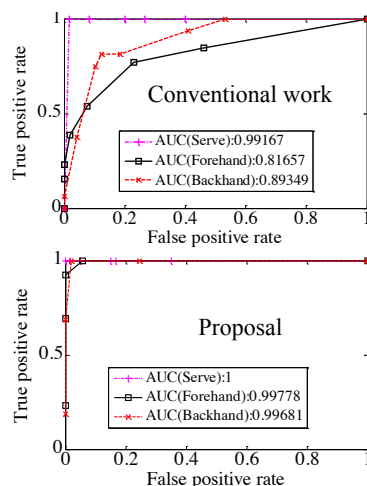 1
True positive rate
0.5
Conventional work
AUC(Serve):0.99167
AUC(Forehand):0.81657
AUC(Backhand):0.89349
0
0 0.2 0.4 0.6 0.8 1
False positive rate
1
True positive rate
0.5
Proposal
AUC(Serve):1
AUC(Forehand):0.99778
AUC(Backhand):0.99681
0
0 0.2 0.4 0.6 0.8 1
False positive rate